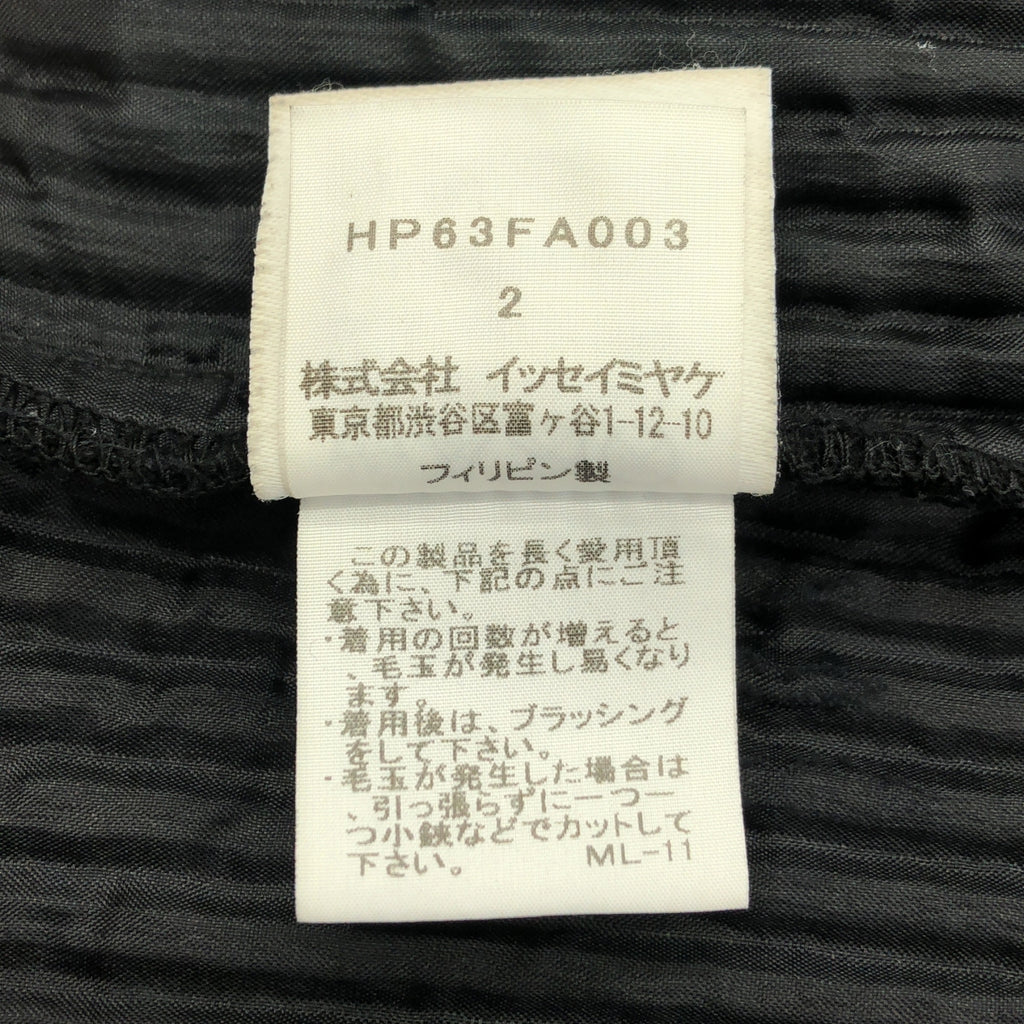 HP63FA003
2
株式会社 イッセイミヤケ
東京都渋谷区富ヶ谷1-12-10
フィリピン製
この製品を長く愛用頂
く為に、下記の点にご注
意下さい。
・着用の回数が増えると
、毛玉が発生し易くなり
ます。
・着用後は、ブラッシング
をして下さい。
・毛玉が発生した場合は
、引っ張らずに一つ一
つ小鋏などでカットして
下さい。 ML-11